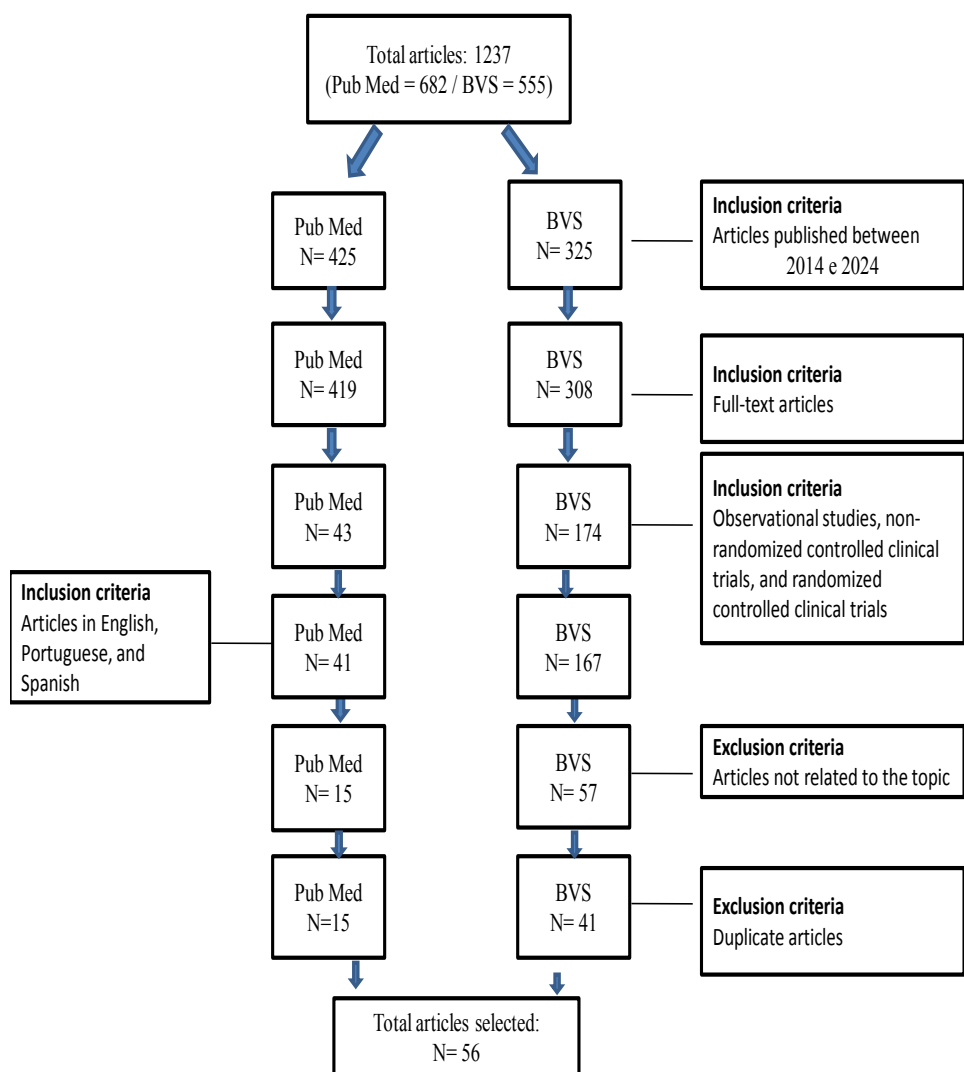 Total articles: 1237
(Pub Med = 682 / BVS = 555)
Pub Med
N= 425
BVS
N= 325
Inclusion criteria
Articles published between
2014 e 2024
Pub Med
N= 419
BVS
N= 308
Inclusion criteria
Full-text articles
Pub Med
N= 43
BVS
N= 174
Inclusion criteria
Observational studies, non-
randomized controlled clinical
trials, and randomized
controlled clinical trials
Inclusion criteria
Articles in English,
Portuguese, and
Spanish
Pub Med
N= 41
BVS
N= 167
Pub Med
N= 15
BVS
N= 57
Exclusion criteria
Articles not related to the topic
Pub Med
N=15
BVS
N= 41
Exclusion criteria
Duplicate articles
Total articles selected:
N= 56